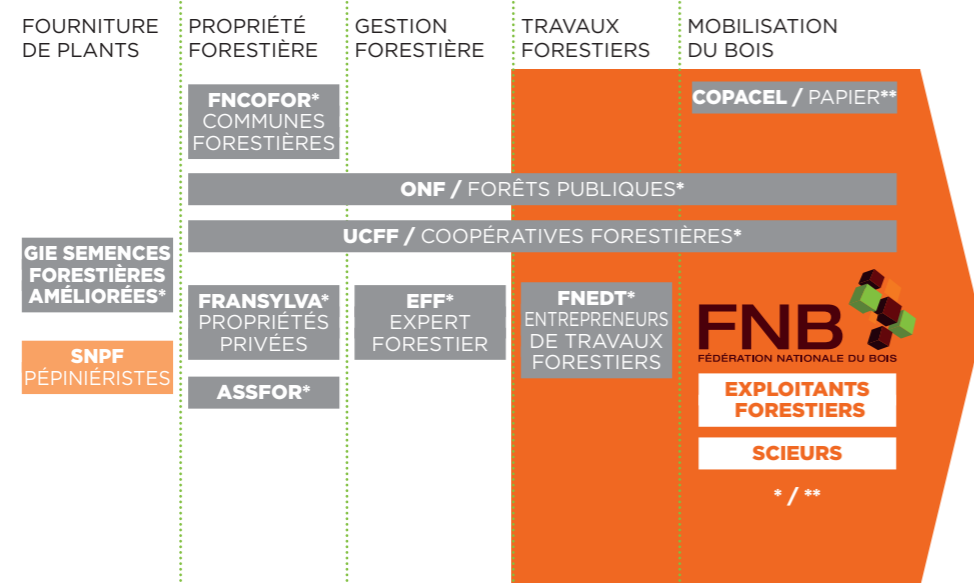 FOURNITURE
DE PLANTS
PROPRIÉTÉ
FORESTIÈRE
GESTION
FORESTIÈRE
TRAVAUX
FORESTIERS
MOBILISATION
DU BOIS
FNCOFOR*
COMMUNES
FORESTIÈRES
COPACEL / PAPIER**
ONF / FORÊTS PUBLIQUES*
UCFF / COOPÉRATIVES FORESTIÈRES*
GIE SEMENCES
FORESTIÈRES
AMÉLIORÉES*
SNPF
PÉPINIÉRISTES
FRANSYLVA*
PROPRIÉTÉS
PRIVÉES
ASSFOR*
EFF*
EXPERT
FORESTIER
FNEDT*
ENTREPRENEURS
DE TRAVAUX
FORESTIERS
FNB
FÉDÉRATION NATIONALE DU BOIS
EXPLOITANTS
FORESTIERS
SCIEURS
* / **